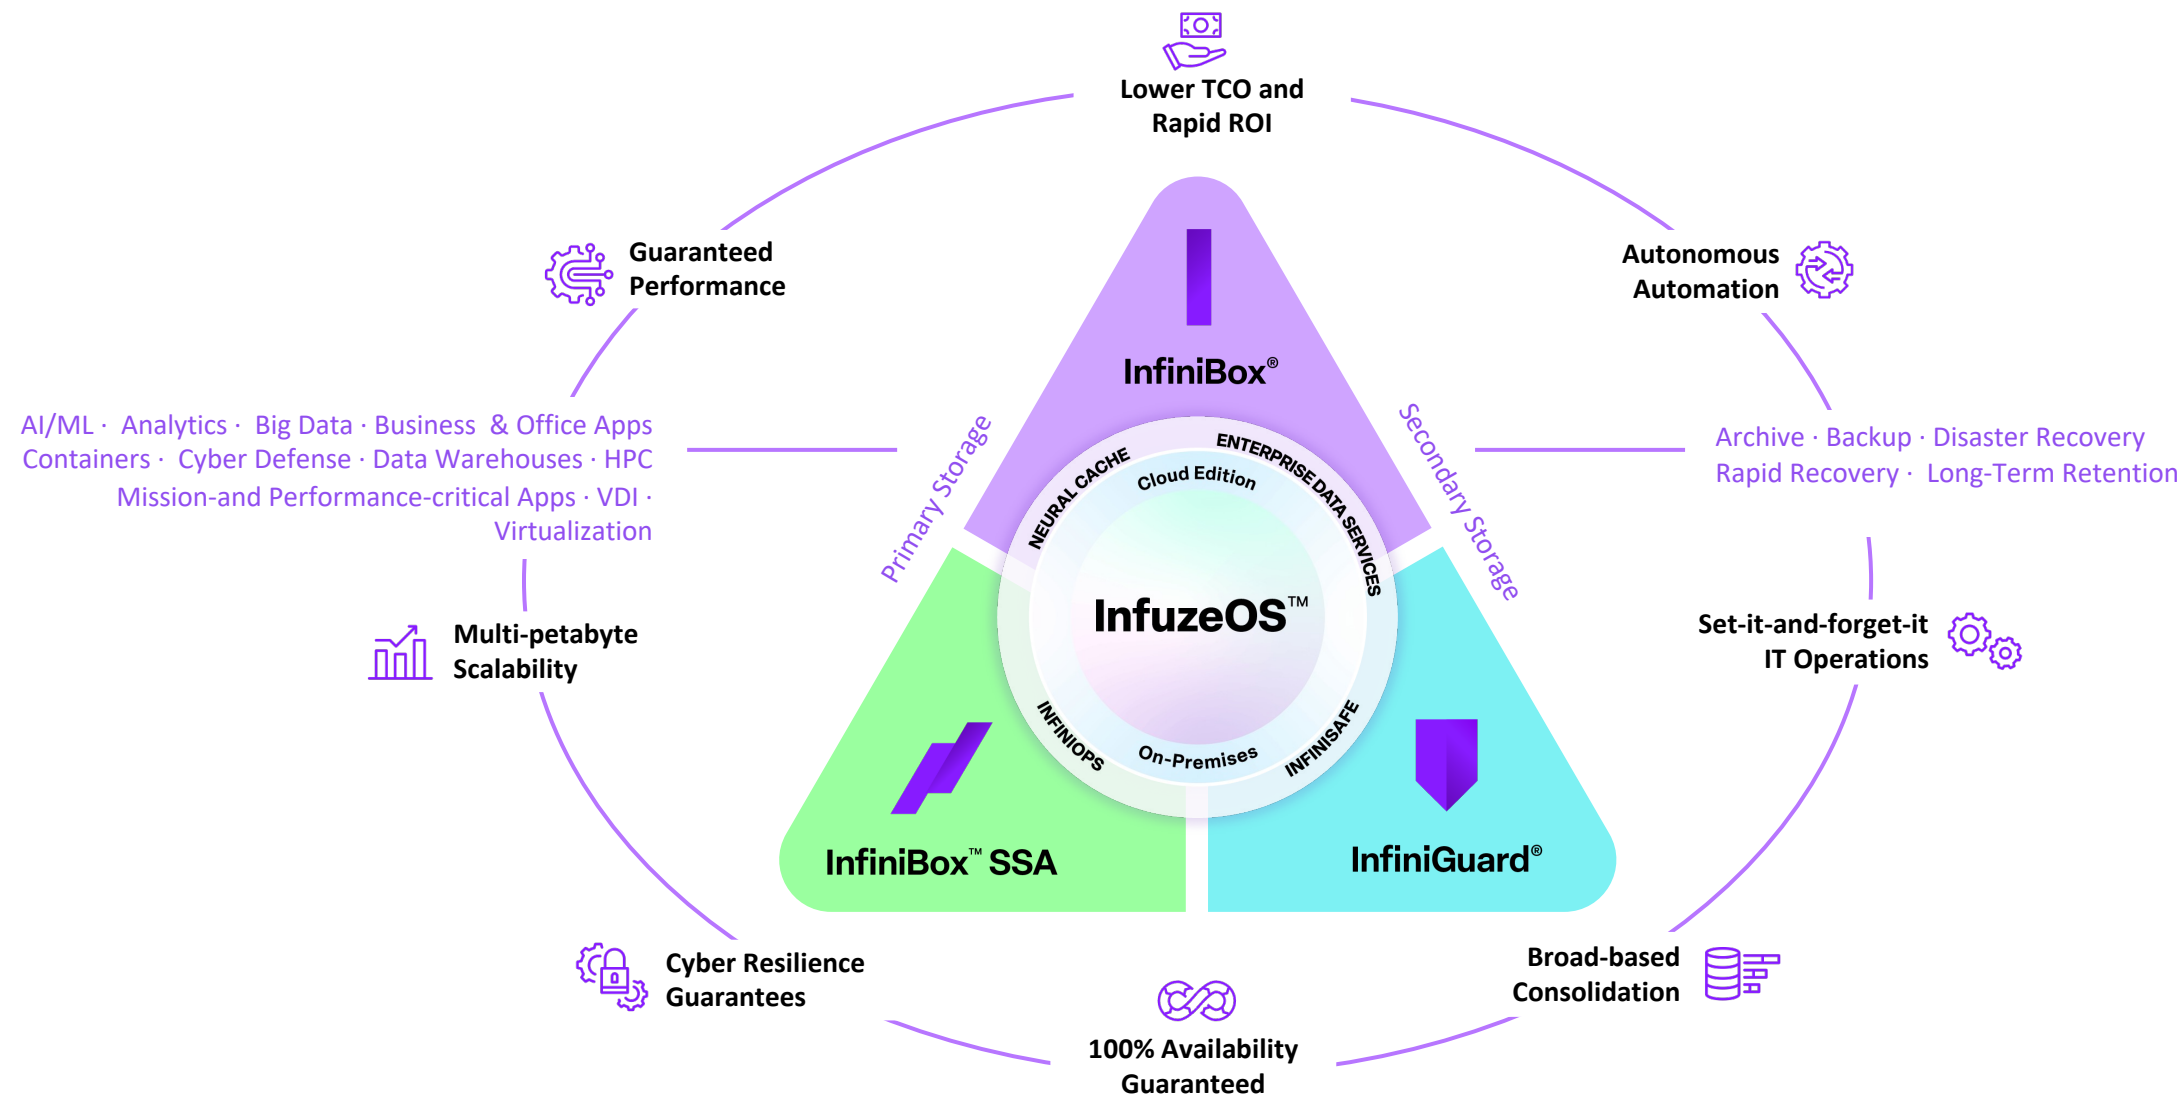 Lower TCO and
Rapid ROI
Guaranteed
Performance
Autonomous
Automation
InfiniBox®
AI/ML · Analytics · Big Data · Business & Office Apps
Containers · Cyber Defense · Data Warehouses · HPC
Mission-and Performance-critical Apps · VDI ·
Virtualization
Primary Storage
Secondary Storage
Archive · Backup · Disaster Recovery
Rapid Recovery · Long-Term Retention
NEURAL CACHE
ENTERPRISE DATA SERVICES
Cloud Edition
InfuzeOS™
On-Premises
INFINIOPS
INFINISAFE
Multi-petabyte
Scalability
Set-it-and-forget-it
IT Operations
InfiniBox™ SSA
InfiniGuard®
Cyber Resilience
Guarantees
Broad-based
Consolidation
100% Availability
Guaranteed